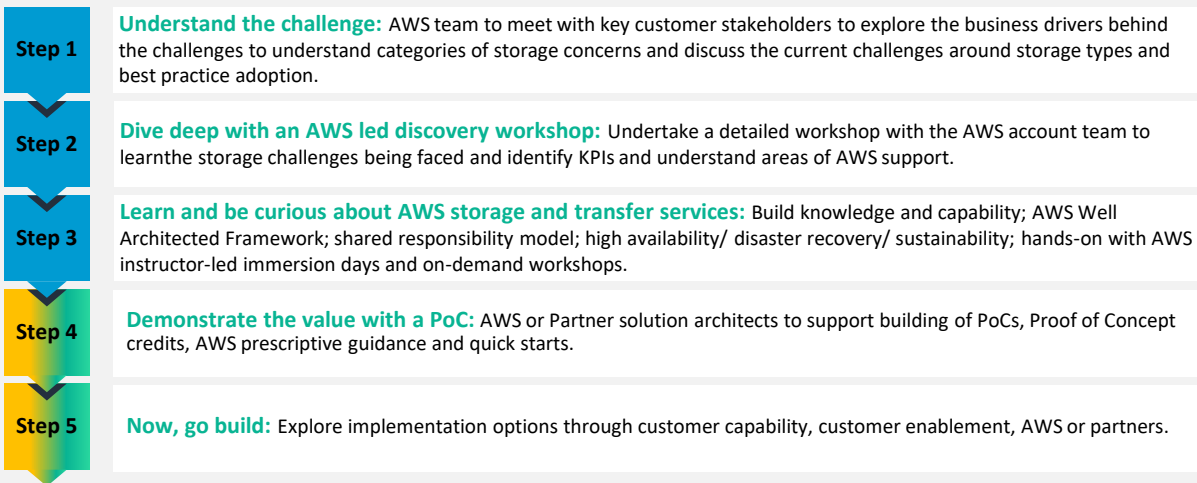 Step 1
Understand the challenge: AWS team to meet with key customer stakeholders to explore the business drivers behind
the challenges to understand categories of storage concerns and discuss the current challenges around storage types and
best practice adoption.
Step 2
Dive deep with an AWS led discovery workshop: Undertake a detailed workshop with the AWS account team to
learnthe storage challenges being faced and identify KPIs and understand areas of AWS support.
Step 3
Learn and be curious about AWS storage and transfer services: Build knowledge and capability; AWS Well
Architected Framework; shared responsibility model; high availability/ disaster recovery/ sustainability; hands-on with AWS
instructor-led immersion days and on-demand workshops.
Step 4
Demonstrate the value with a PoC: AWS or Partner solution architects to support building of PoCs, Proof of Concept
credits, AWS prescriptive guidance and quick starts.
Step 5
Now, go build: Explore implementation options through customer capability, customer enablement, AWS or partners.